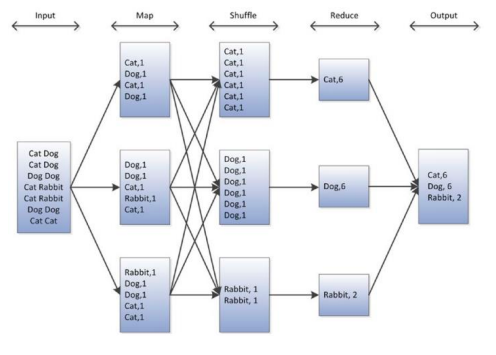 Input
Map
Shuffle
Reduce
Output
Cat Dog
Cat Dog
Dog Dog
Cat Rabbit
Cat Rabbit
Dog Dog
Cat Cat
Cat,1
Dog,1
Cat,1
Dog,1
Dog,1
Dog,1
Cat,1
Rabbit,1
Cat,1
Rabbit,1
Dog,1
Dog,1
Cat,1
Cat,1
Cat,1
Cat,1
Cat,1
Cat,1
Cat,1
Cat,1
Dog,1
Dog,1
Dog,1
Dog,1
Dog,1
Dog,1
Rabbit, 1
Rabbit, 1
Cat,6
Dog,6
Rabbit, 2
Cat,6
Dog, 6
Rabbit, 2